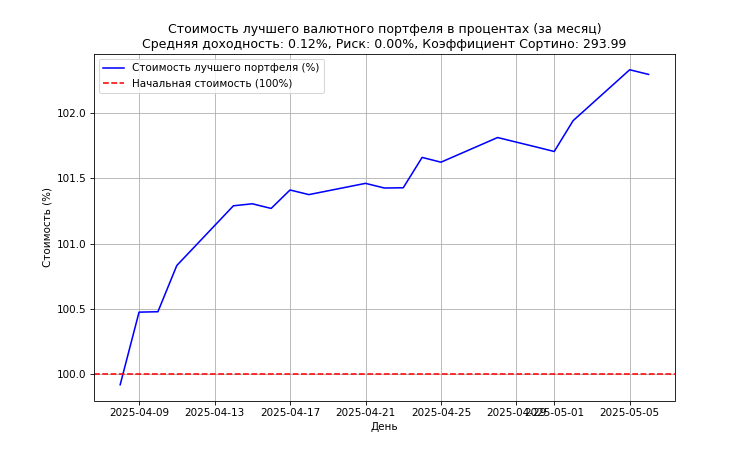 Стоимость лучшего валютного портфеля в процентах (за месяц)
Средняя доходность: 0.12%, Риск: 0.00%, Коэффициент Сортино: 293.99
Стоимость лучшего портфеля (%)
Начальная стоимость (100%)
Стоимость (%)
102.0
101.5
101.0
100.5
100.0
2025-04-09 2025-04-13 2025-04-17 2025-04-21 2025-04-25 2025-04-29 2025-05-01 2025-05-05
День